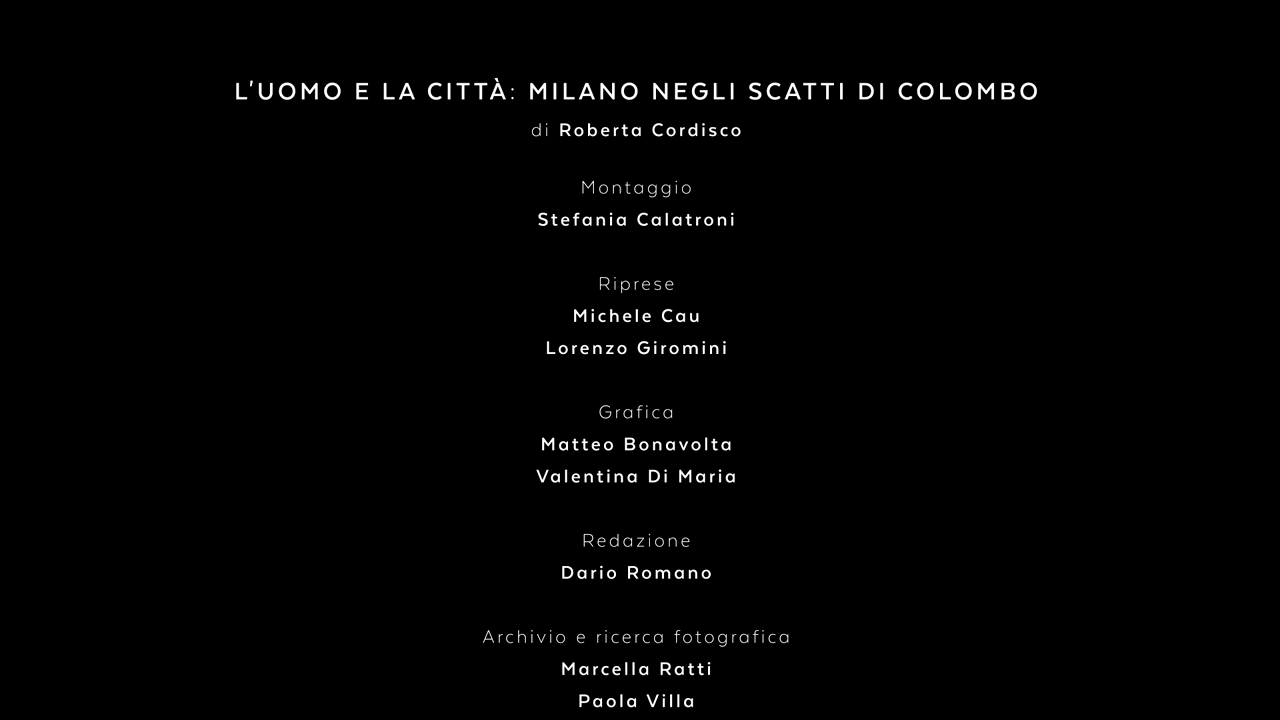 L'UOMO E LA CITTÀ: MILANO NEGLI SCATTI DI COLOMBO
di Roberta Cordisco
Montaggio
Stefania Calatroni
Riprese
Michele Cau
Lorenzo Giromini
Grafica
Matteo Bonavolta
Valentina Di Maria
Redazione
Dario Romano
Archivio e ricerca fotografica
Marcella Ratti
Paola Villa